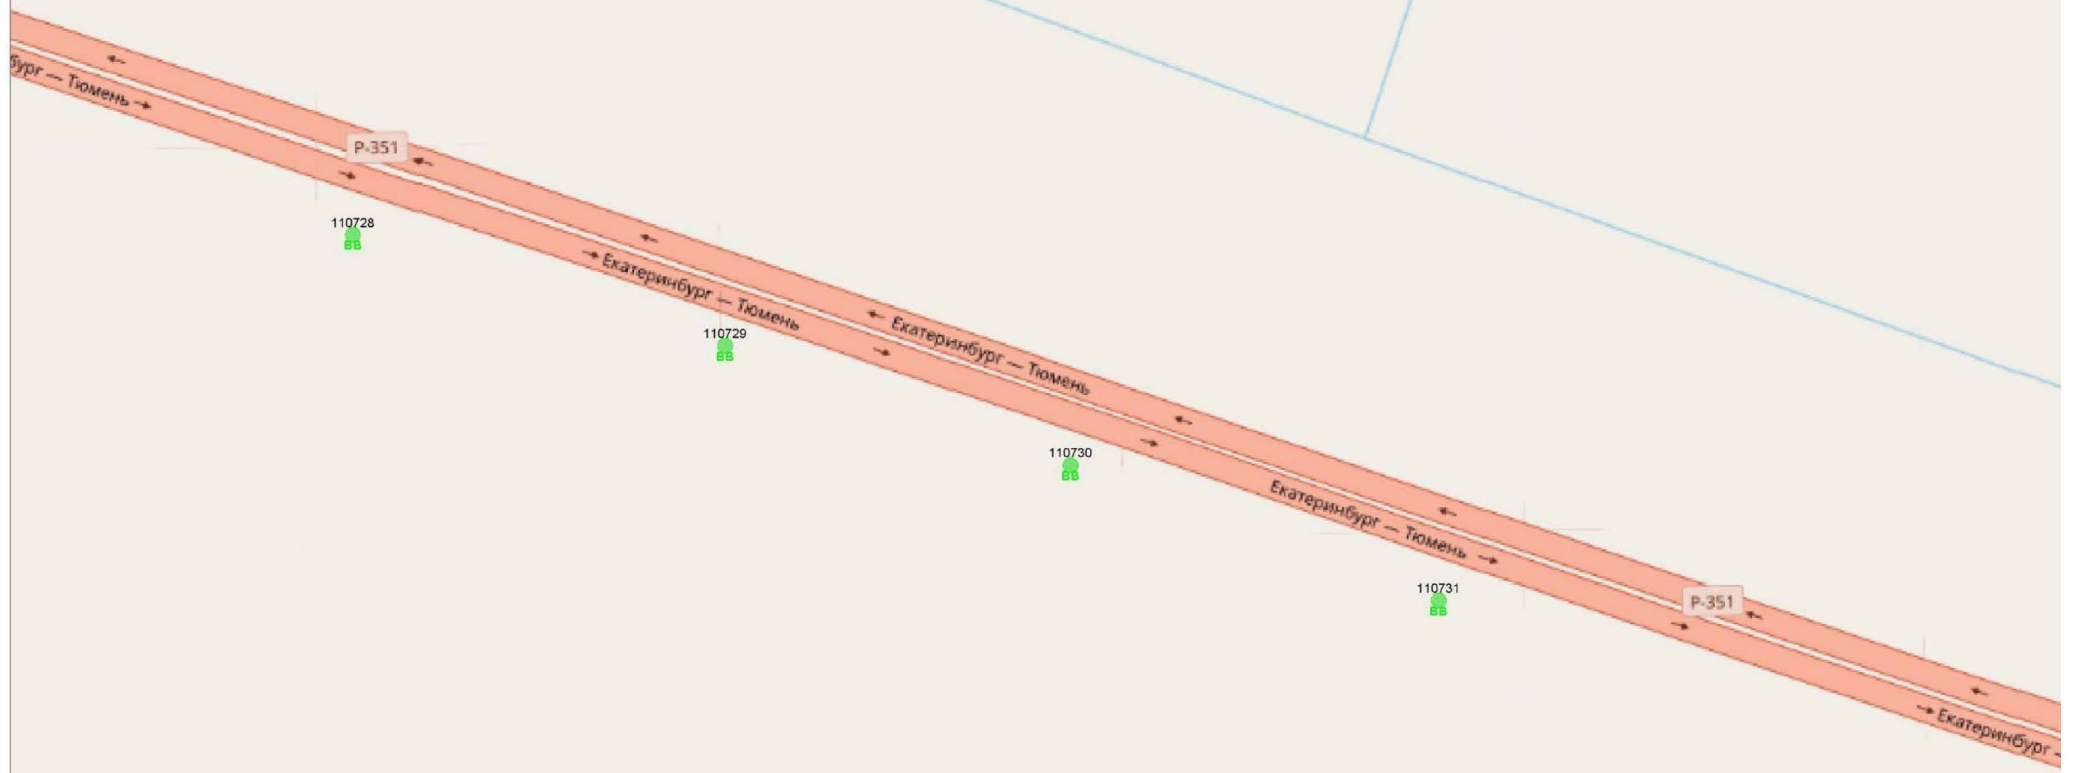 бург — Тюмень
Р-351
110728
ВВ
Екатеринбург — Тюмень
110729
ВВ
Екатеринбург — Тюмень
110730
ВВ
Екатеринбург — Тюмень
110731
ВВ
Р-351
Екатеринбург —